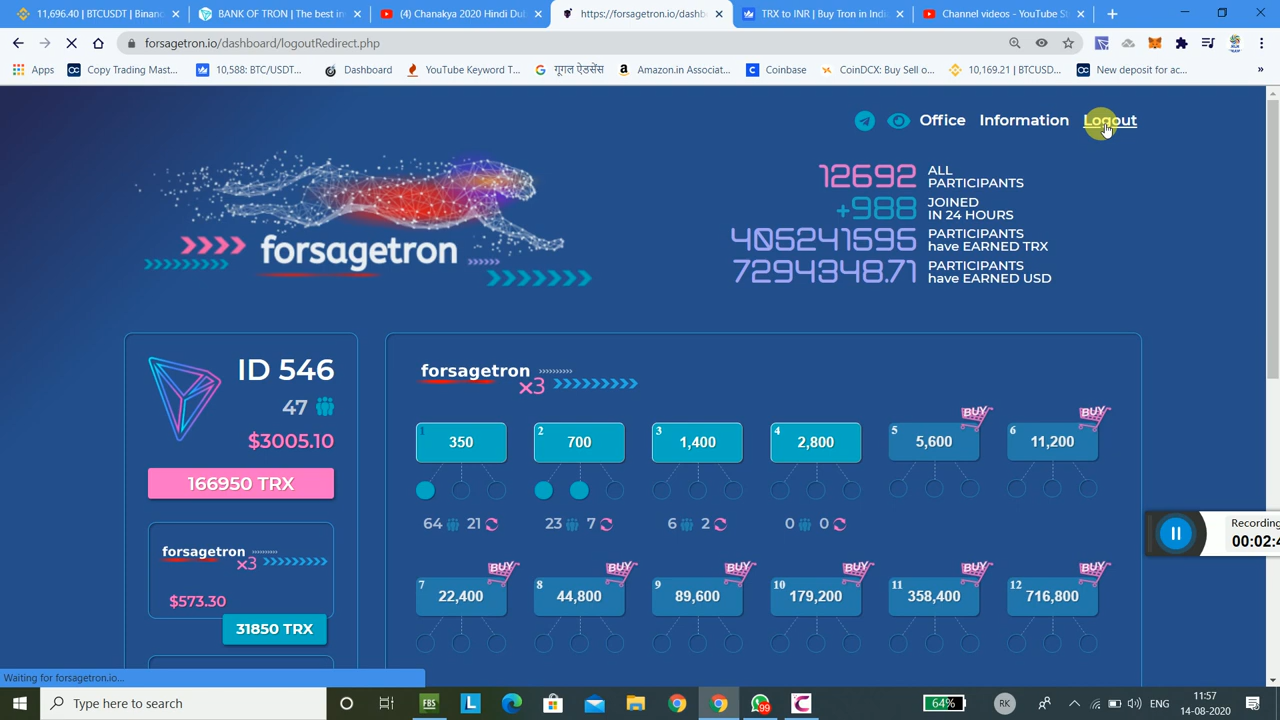 11,696.40 | BTCUSDT | Binanc
BANK OF TRON | The best in
(4) Chanakya 2020 Hindi Dub
https://forsagetron.io/dashb
TRX to INR | Buy Tron in India
Channel videos - YouTube St
forsagetron.io/dashboard/logoutRedirect.php
Apps
Copy Trading Mast...
10,588: BTC/USDT...
Dashboard
YouTube Keyword T...
गूगल ऐडसेंस
Amazon.in Associat...
Coinbase
CoinDCX: Buy Sell o...
10,169.21 | BTCUSD...
New deposit for ac...
»
Office
Information
Logout
12692 ALL PARTICIPANTS
+988 JOINED IN 24 HOURS
405241595 PARTICIPANTS have EARNED TRX
7294348.71 PARTICIPANTS have EARNED USD
forsagetron
ID 546
47
$3005.10
166950 TRX
forsagetron
x3
$573.30
31850 TRX
forsagetron
x3
1 350
2 700
3 1,400
4 2,800
BUY 5 5,600
BUY 6 11,200
64 21
23 7
6 2
0 0
BUY 7 22,400
BUY 8 44,800
BUY 9 89,600
BUY 10 179,200
BUY 11 358,400
BUY 12 716,800
Recording
00:02:4
Waiting for forsagetron.io...
Type here to search
FBS
L
99
C
64%
RK
ENG
11:57
14-08-2020